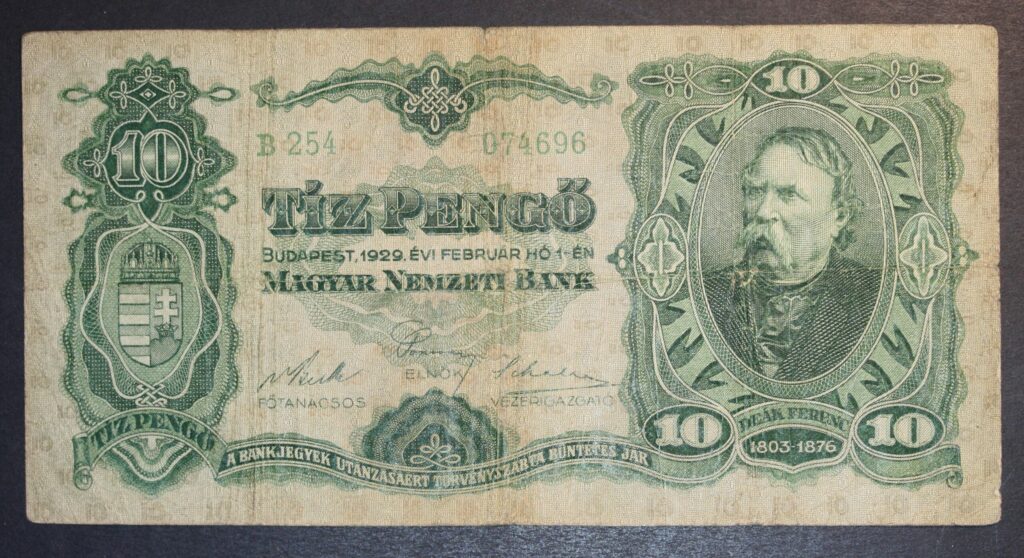 10
10
B 254 074696
TÍZ PENGŐ
BUDAPEST, 1929. ÉVI FEBRUÁR HÓ 1-ÉN
MAGYAR NEMZETI BANK
ELNÖK
FŐTANÁCSOS VEZÉRIGAZGATÓ
TÍZ PENGŐ
A BANKJEGYEK UTÁNZÁSÁÉRT TÖRVÉNYSZABTA BÜNTETÉS JÁR
10 DEÁK FERENC 10
1803-1876